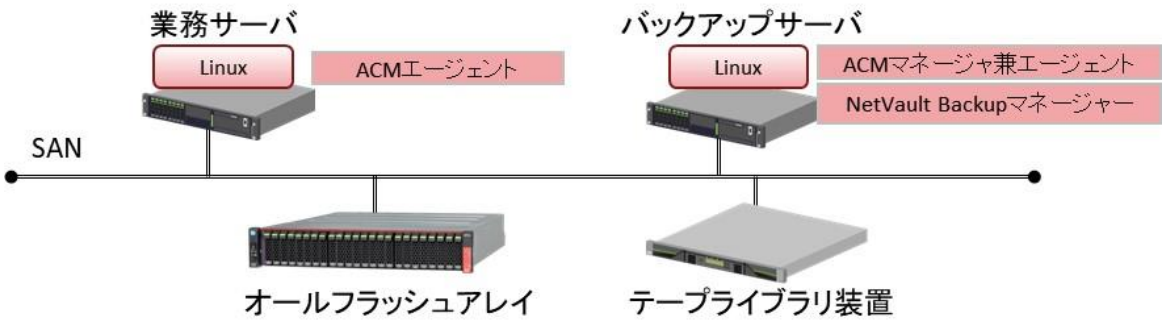 業務サーバ
バックアップサーバ
Linux
ACMエージェント
Linux
ACMマネージャ兼エージェント
NetVault Backupマネージャー
SAN
オールフラッシュアレイ
テープライブラリ装置